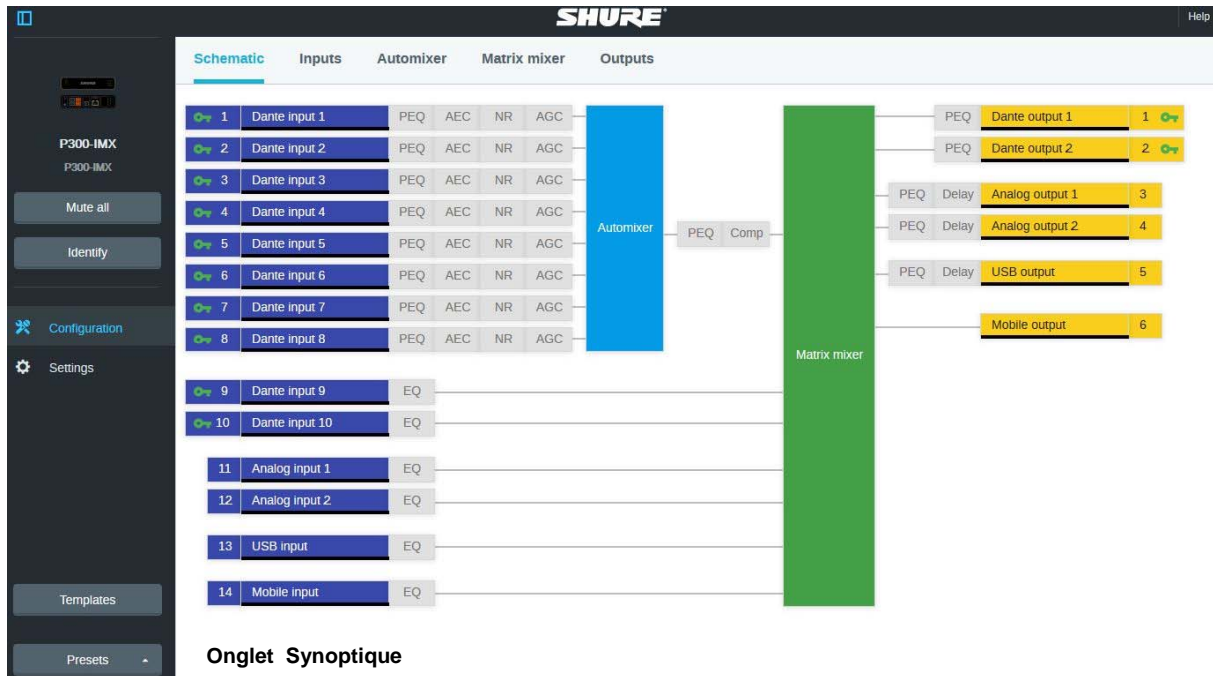 SHURE
Help
Schematic Inputs Automixer Matrix mixer Outputs
P300-IMX
P300-IMX
Mute all
Identify
Configuration
Settings
Templates
Presets
1 Dante input 1 PEQ AEC NR AGC
2 Dante input 2 PEQ AEC NR AGC
3 Dante input 3 PEQ AEC NR AGC
4 Dante input 4 PEQ AEC NR AGC
5 Dante input 5 PEQ AEC NR AGC
6 Dante input 6 PEQ AEC NR AGC
7 Dante input 7 PEQ AEC NR AGC
8 Dante input 8 PEQ AEC NR AGC
9 Dante input 9 EQ
10 Dante input 10 EQ
11 Analog input 1 EQ
12 Analog input 2 EQ
13 USB input EQ
14 Mobile input EQ
Automixer
PEQ Comp
Matrix mixer
PEQ Dante output 1 1
PEQ Dante output 2 2
PEQ Delay Analog output 1 3
PEQ Delay Analog output 2 4
PEQ Delay USB output 5
Mobile output 6
Onglet Synoptique